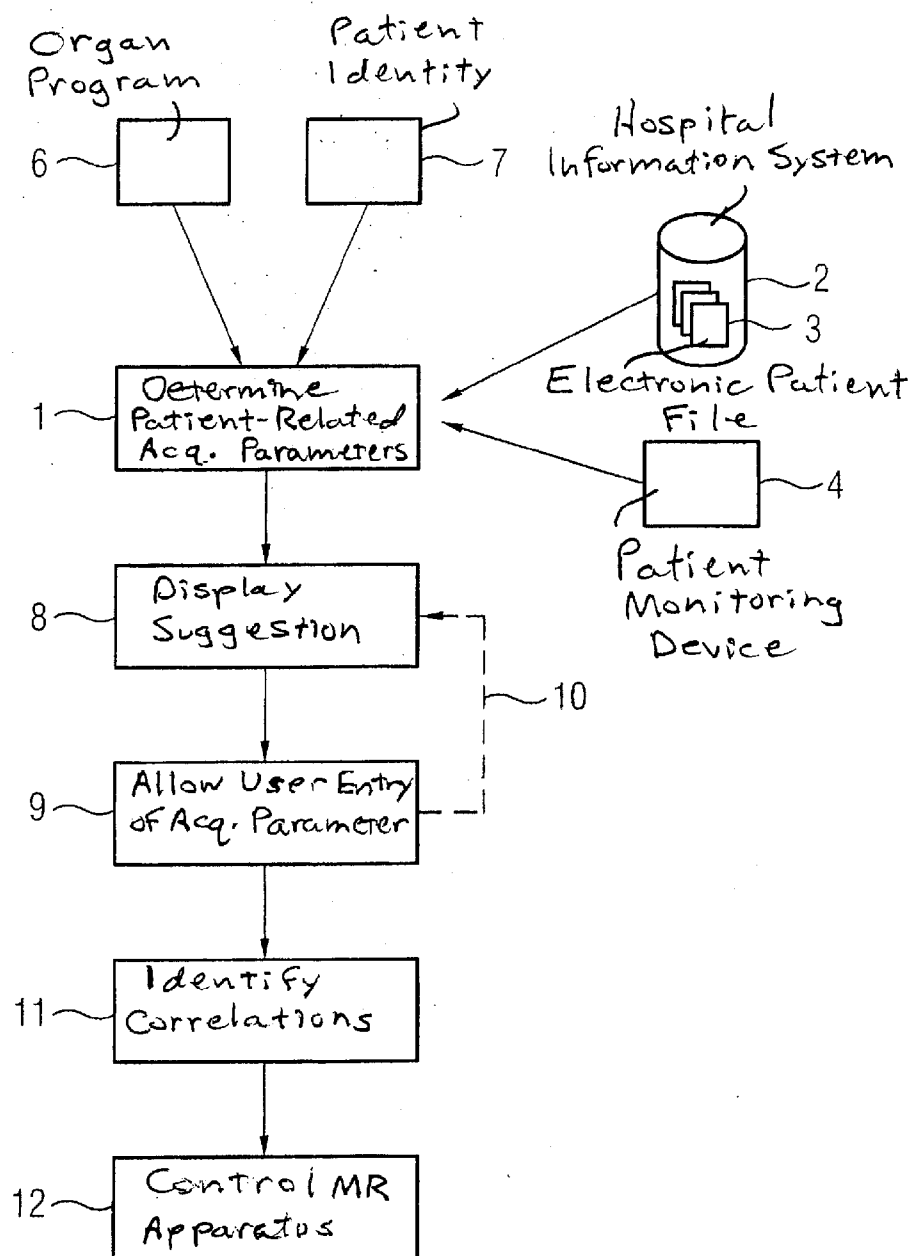 Organ
Program
Patient
Identity
6
7
Hospital
Information System
2
3
Electronic Patient
File
1
Determine
Patient-Related
Acq. Parameters
4
Patient
Monitoring
Device
8
Display
Suggestion
10
9
Allow User Entry
of Acq. Parameter
11
Identify
Correlations
12
Control MR
Apparatus